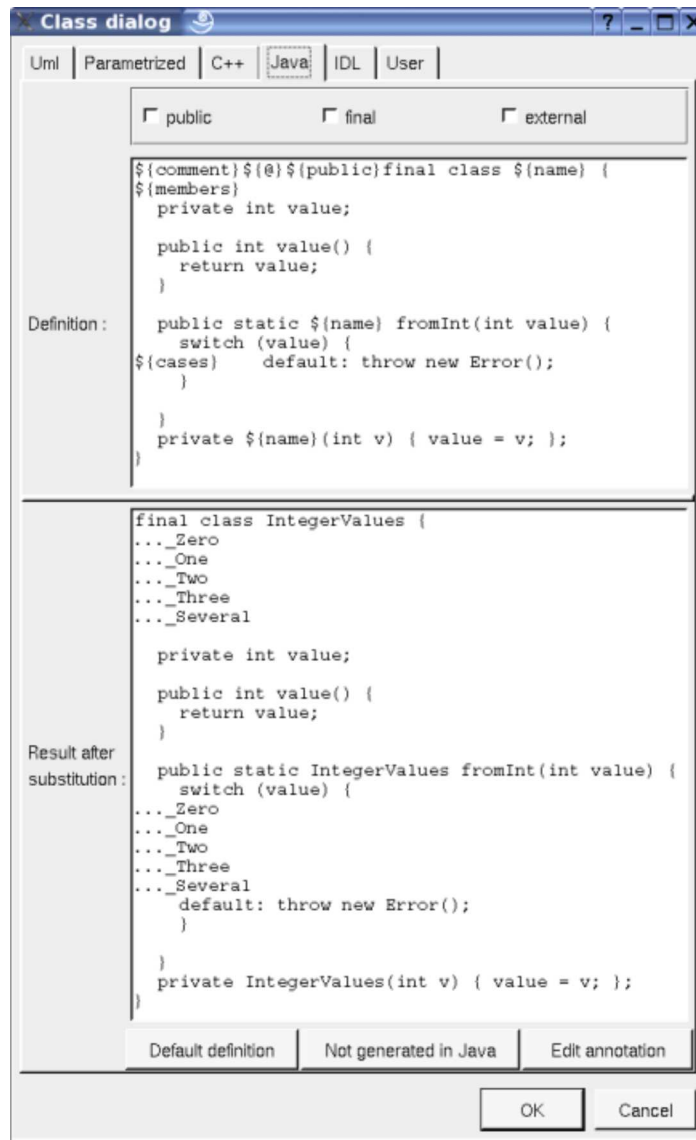 Class dialog ? _ X
Uml Parametrized C++ Java IDL User
public final external
${comment}${@}${public}final class ${name} {
${members}
  private int value;
  public int value() {
    return value;
  }
Definition :
  public static ${name} fromInt(int value) {
    switch (value) {
${cases}    default: throw new Error();
    }
  }
  private ${name}(int v) { value = v; };
}
final class IntegerValues {
..._Zero
..._One
..._Two
..._Three
..._Several
  private int value;
  public int value() {
    return value;
  }
Result after
substitution :
  public static IntegerValues fromInt(int value) {
    switch (value) {
..._Zero
..._One
..._Two
..._Three
..._Several
    default: throw new Error();
    }
  }
  private IntegerValues(int v) { value = v; };
}
Default definition Not generated in Java Edit annotation
OK Cancel